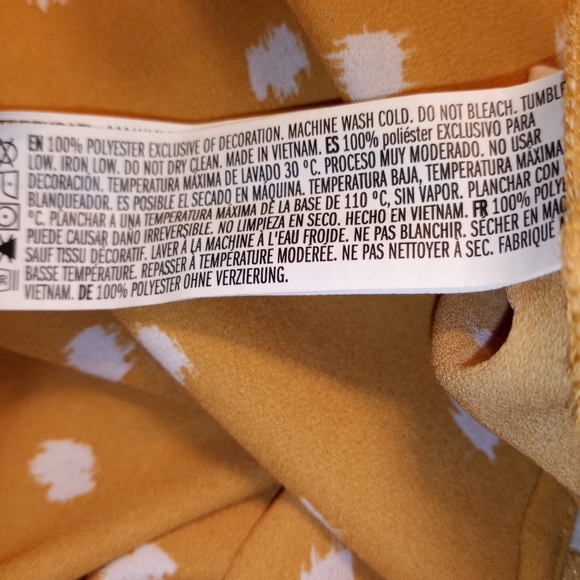 EN 100% POLYESTER EXCLUSIVE OF DECORATION. MACHINE WASH COLD. DO NOT BLEACH. TUMBLE
LOW. IRON LOW. DO NOT DRY CLEAN. MADE IN VIETNAM. ES 100% poliéster EXCLUSIVO PARA
DECORACIÓN. TEMPERATURA MÁXIMA DE LAVADO 30 ºC. PROCESO MUY MODERADO. NO USAR
BLANQUEADOR. ES POSIBLE EL SECADO EN MÁQUINA. TEMPERATURA BAJA, TEMPERATURA MÁXIMA
ºC. PLANCHAR A UNA TEMPERATURA MÁXIMA DE LA BASE DE 110 ºC, SIN VAPOR. PLANCHAR CON
PUEDE CAUSAR DAÑO IRREVERSIBLE. NO LIMPIEZA EN SECO. HECHO EN VIETNAM. FR 100% POLY
SAUF TISSU DÉCORATIF. LAVER À LA MACHINE À L'EAU FROIDE. NE PAS BLANCHIR. SÉCHER EN MAC
BASSE TEMPÉRATURE. REPASSER À TEMPÉRATURE MODÉRÉE. NE PAS NETTOYER À SEC. FABRIQUÉ
VIETNAM. DE 100% POLYESTER OHNE VERZIERUNG.